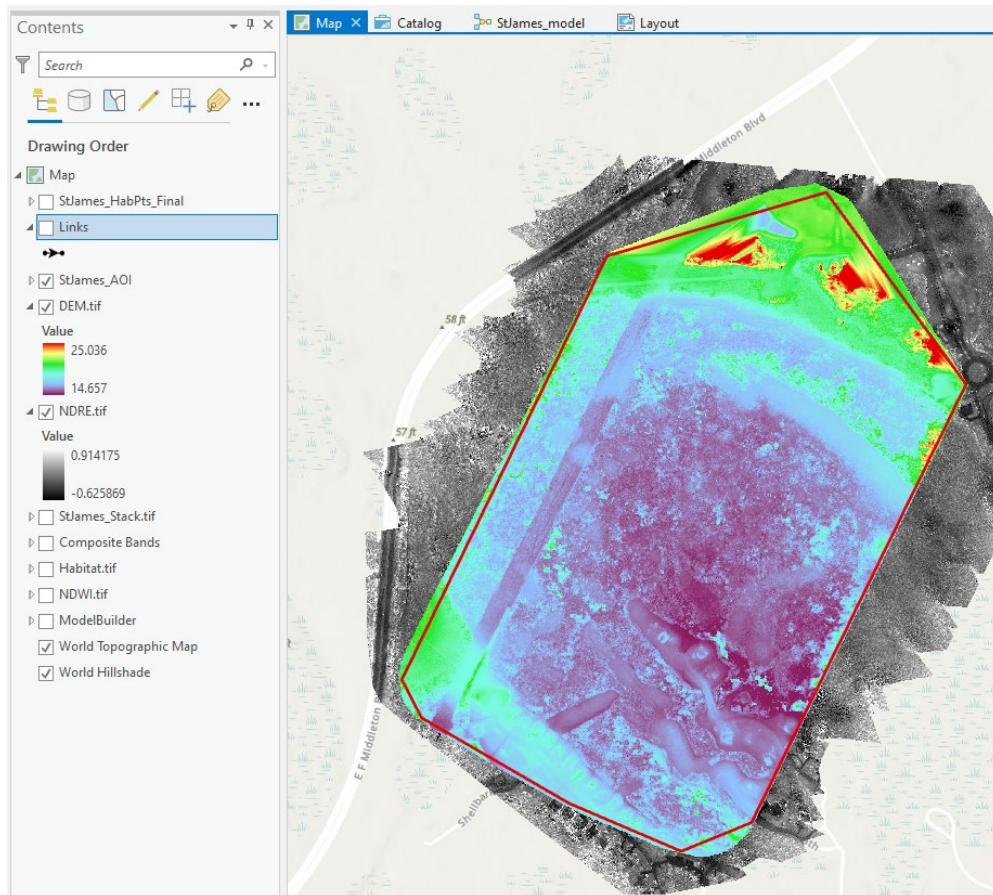 Contents
Search
Drawing Order
Map
StJames_HabPts_Final
Links
StJames_AOI
DEM.tif
Value
25.036
14.657
NDRE.tif
Value
0.914175
-0.625869
StJames_Stack.tif
Composite Bands
Habitat.tif
NDWI.tif
ModelBuilder
World Topographic Map
World Hillshade
Map
Catalog
StJames_model
Layout
Middleton Blvd
58 ft
57 ft
E F Middleton B
Shellbar